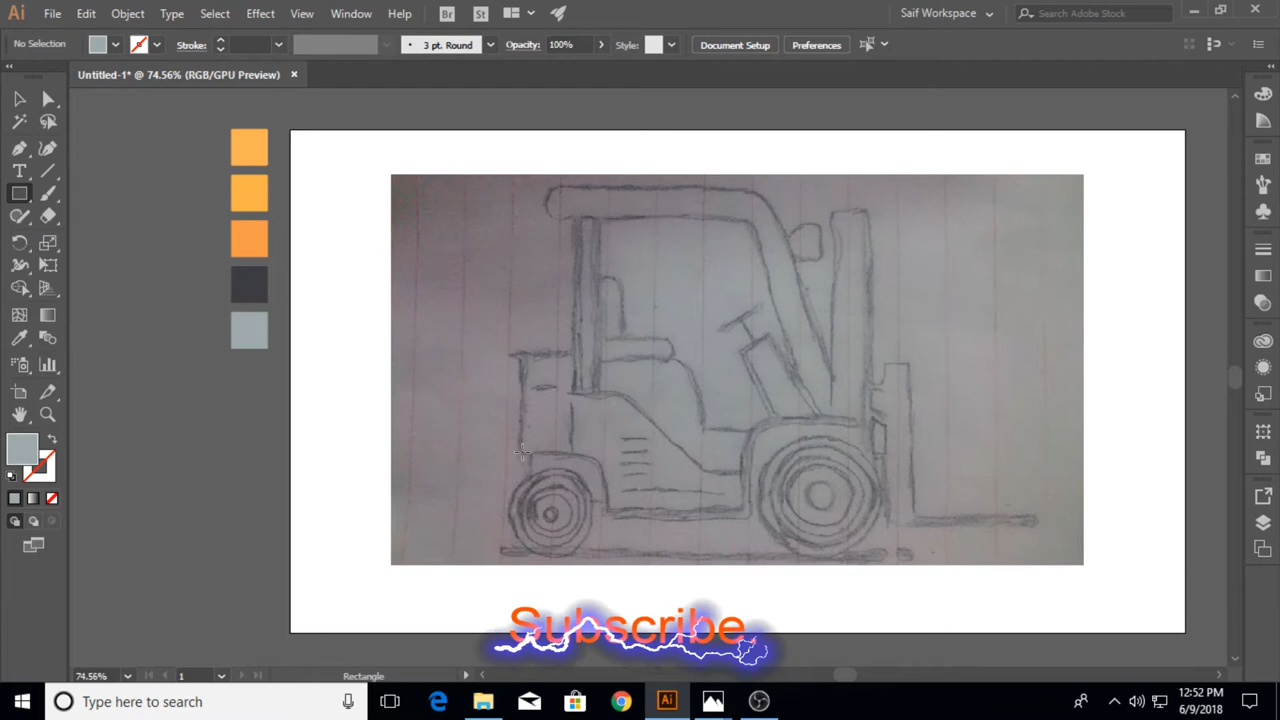 Ai File Edit Object Type Select Effect View Window Help Br St Saif Workspace Search Adobe Stock
No Selection Stroke: 3 pt. Round Opacity: 100% Style: Document Setup Preferences
Untitled-1* @ 74.56% (RGB/GPU Preview)
Subscribe
74.56% 1 Rectangle
Type here to search Ai 12:52 PM
6/9/2018